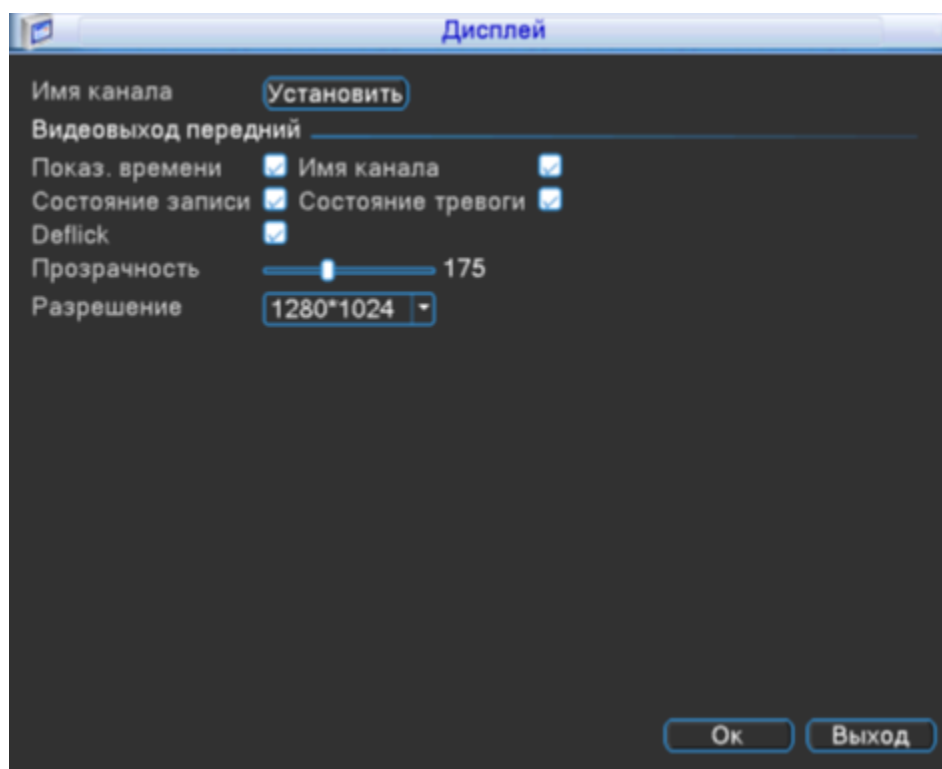 Дисплей
Имя канала Установить
Видеовыход передний
Показ. времени Имя канала
Состояние записи Состояние тревоги
Deflick
Прозрачность 175
Разрешение 1280*1024
Ок Выход